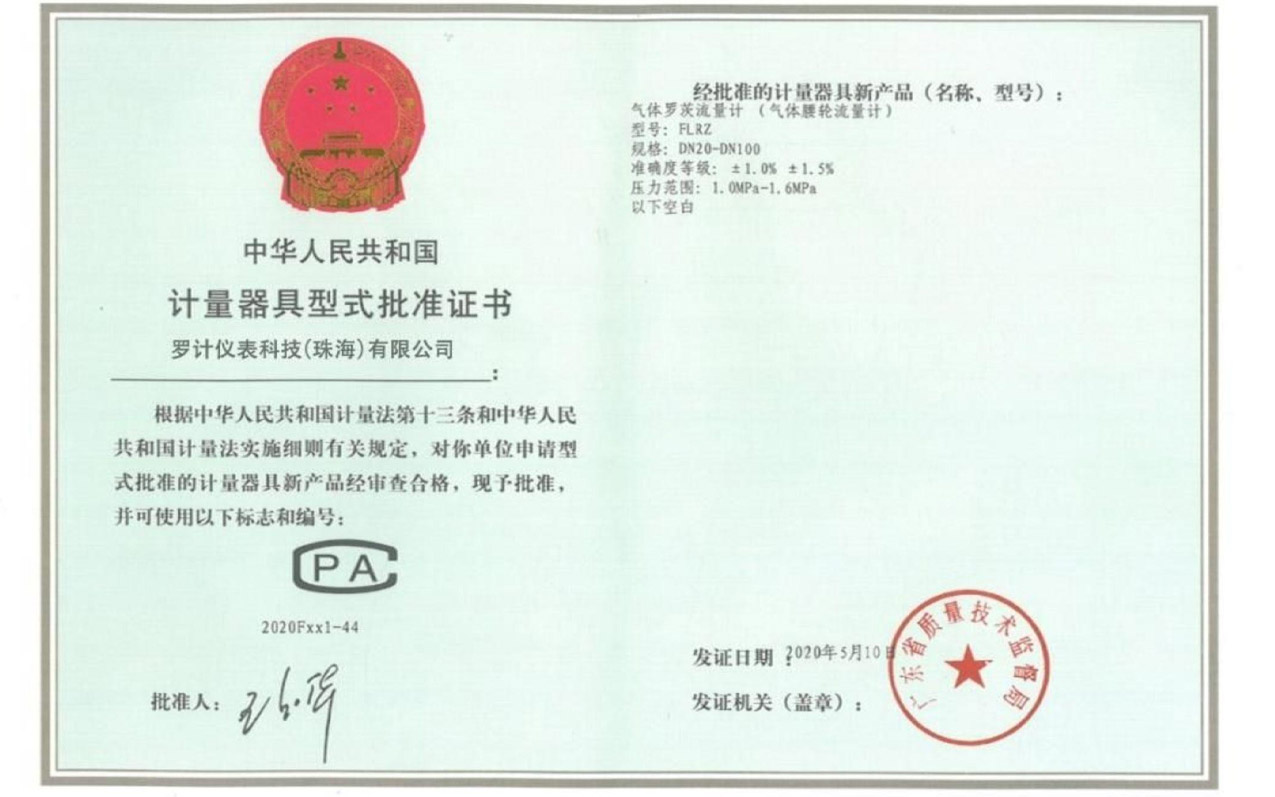 中华人民共和国
计量器具型式批准证书
罗计仪表科技(珠海)有限公司
:
根据中华人民共和国计量法第十三条和中华人民
共和国计量法实施细则有关规定，对你单位申请型
式批准的计量器具新产品经审查合格，现予批准，
并可使用以下标志和编号：
CPA
2020Fxx1-44
批准人：
经批准的计量器具新产品（名称、型号）：
气体罗茨流量计 （气体腰轮流量计）
型号：FLRZ
规格：DN20-DN100
准确度等级：±1.0% ±1.5%
压力范围：1.0MPa-1.6MPa
以下空白
发证日期：2020年5月10日
发证机关（盖章）：
广东省质量技术监督局